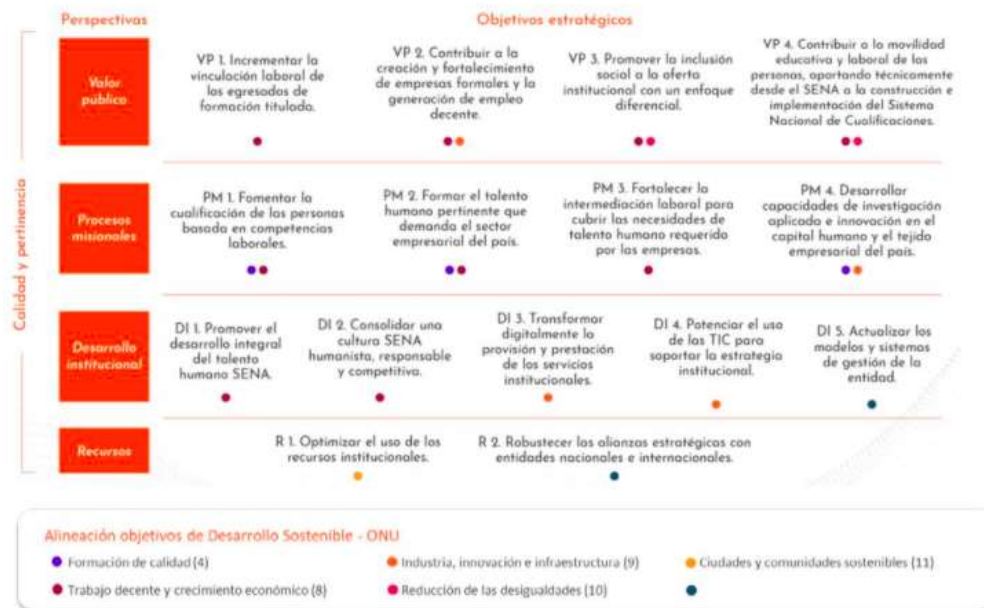 Perspectivas
Objetivos estratégicos
Calidad y pertinencia
Valor
público
VP 1. Incrementar la
vinculación laboral de
los egresados de
formación titulada.
VP 2. Contribuir a la
creación y fortalecimiento
de empresas formales y la
generación de empleo
decente.
VP 3. Promover la inclusión
social a la oferta
institucional con un enfoque
diferencial.
VP 4. Contribuir a la movilidad
educativa y laboral de las
personas, aportando técnicamente
desde el SENA a la construcción e
implementación del Sistema
Nacional de Cualificaciones.
Procesos
misionales
PM 1. Fomentar la
cualificación de las personas
basada en competencias
laborales.
PM 2. Formar el talento
humano pertinente que
demanda el sector
empresarial del país.
PM 3. Fortalecer la
intermediación laboral para
cubrir las necesidades de
talento humano requerido
por las empresas.
PM 4. Desarrollar
capacidades de investigación
aplicada e innovación en el
capital humano y el tejido
empresarial del país.
Desarrollo
institucional
DI 1. Promover el
desarrollo integral
del talento
humano SENA.
DI 2. Consolidar una
cultura SENA
humanista, responsable
y competitiva.
DI 3. Transformar
digitalmente la
provisión y prestación
de los servicios
institucionales.
DI 4. Potenciar el uso
de las TIC para
soportar la estrategia
institucional.
DI 5. Actualizar los
modelos y sistemas
de gestión de la
entidad.
Recursos
R 1. Optimizar el uso de los
recursos institucionales.
R 2. Robustecer las alianzas estratégicas con
entidades nacionales e internacionales.
Alineación objetivos de Desarrollo Sostenible - ONU
Formación de calidad (4)
Industria, innovación e infraestructura (9)
Ciudades y comunidades sostenibles (11)
Trabajo decente y crecimiento económico (8)
Reducción de las desigualdades (10)